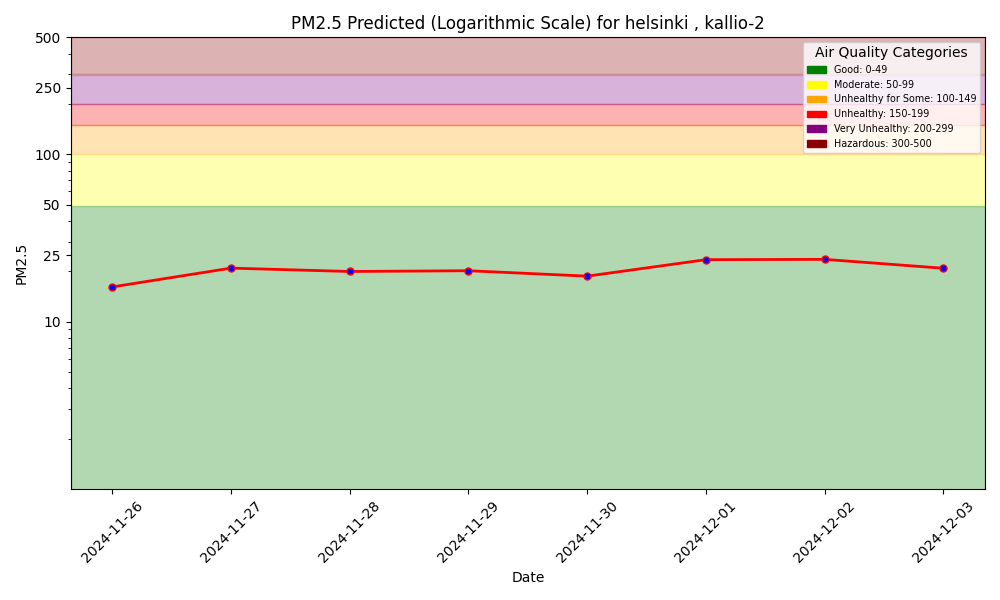 PM2.5 Predicted (Logarithmic Scale) for helsinki , kallio-2
Air Quality Categories
Good: 0-49
Moderate: 50-99
Unhealthy for Some: 100-149
Unhealthy: 150-199
Very Unhealthy: 200-299
Hazardous: 300-500
PM2.5
500
250
100
50
25
10
2024-11-26
2024-11-27
2024-11-28
2024-11-29
2024-11-30
2024-12-01
2024-12-02
2024-12-03
Date